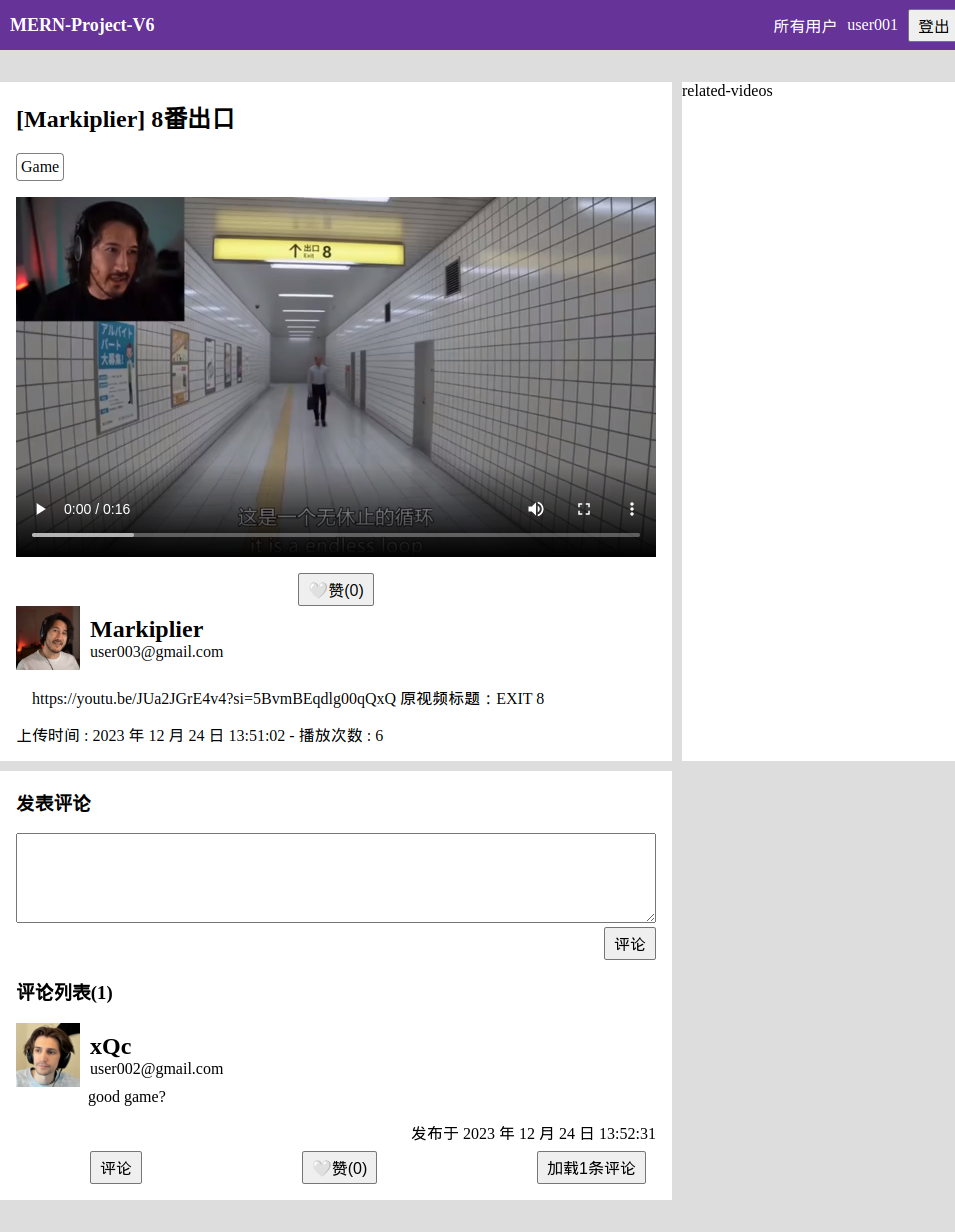 MERN-Project-V6
所有用户 user001 登出
[Markiplier] 8番出口
related-videos
Game
↑出口 8
Exit
アルバイト
パート
大募集!
这是一个无休止的循环
it is a endless loop
0:00 / 0:16
🤍赞(0)
Markiplier
user003@gmail.com
https://youtu.be/JUa2JGrE4v4?si=5BvmBEqdlg00qQxQ 原视频标题：EXIT 8
上传时间 : 2023 年 12 月 24 日 13:51:02 - 播放次数 : 6
发表评论
评论
评论列表(1)
xQc
user002@gmail.com
good game?
发布于 2023 年 12 月 24 日 13:52:31
评论 🤍赞(0) 加载1条评论